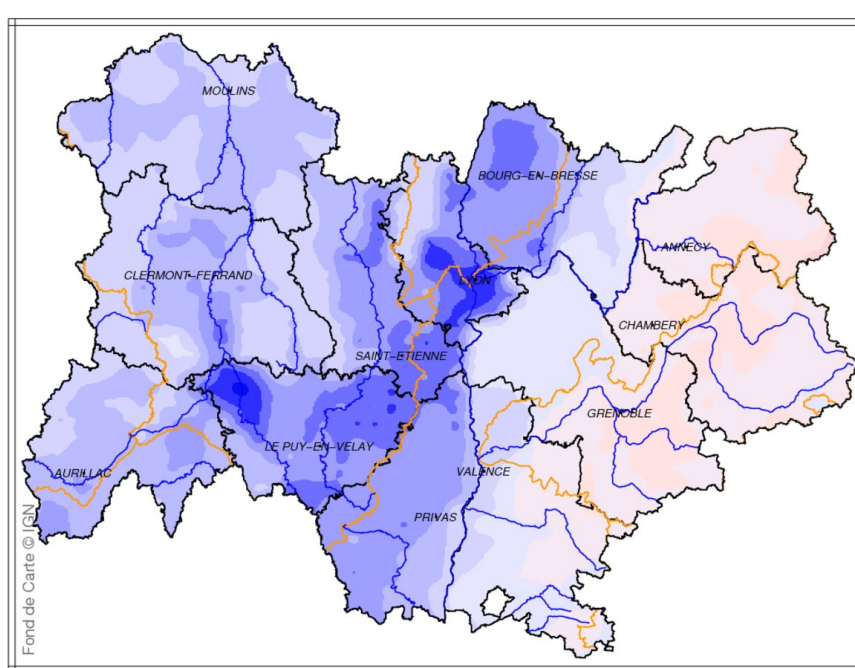 MOULINS
BOURG-EN-BRESSE
ANNECY
CLERMONT-FERRAND
LYON
CHAMBERY
SAINT-ETIENNE
GRENOBLE
LE PUY-EN-VELAY
AURILLAC
VALENCE
PRIVAS
Fond de Carte © IGN